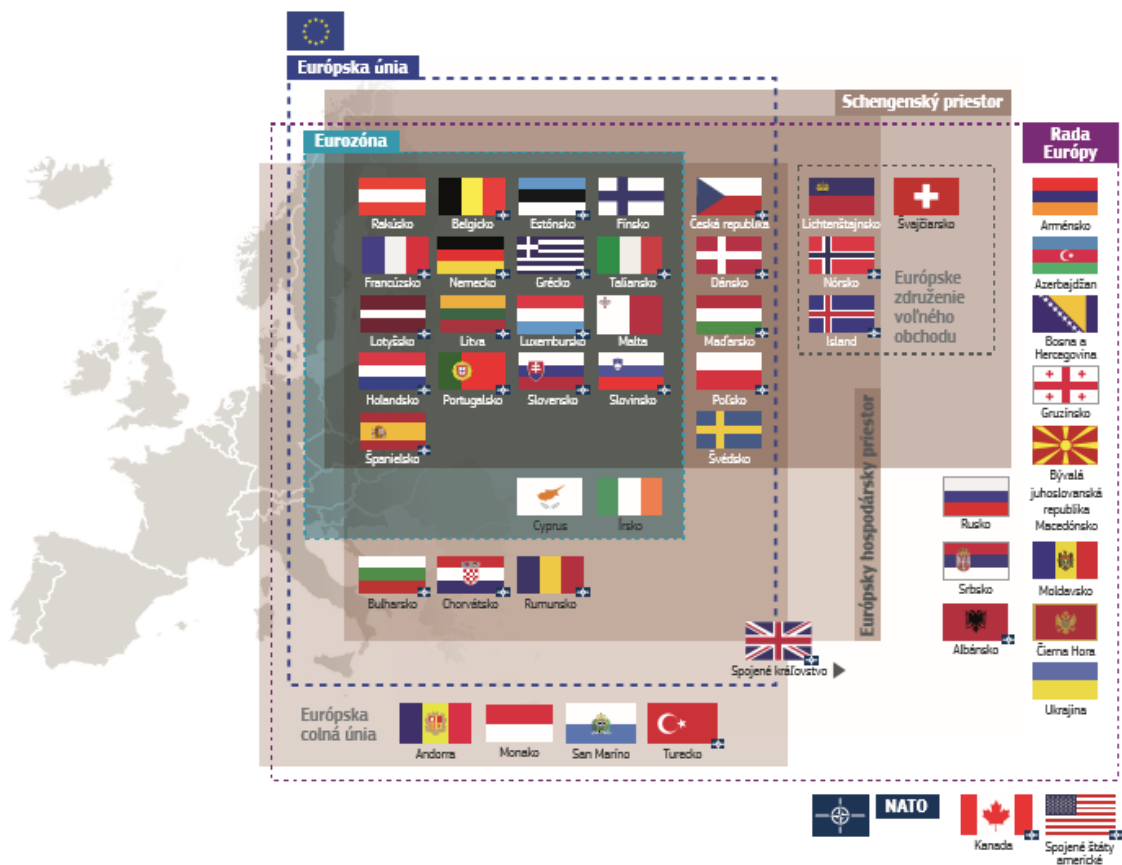 Európska únia
Schengenský priestor
Eurozóna
Rada
Európy
Rakúsko
Belgicko
Estónsko
Fínsko
Česká republika
Lichtenštajnsko
Švajčiarsko
Arménsko
Francúzsko
Nemecko
Grécko
Taliansko
Dánsko
Nórsko
Európske
združenie
voľného
obchodu
Azerbajdžan
Lotyšsko
Litva
Luxembursko
Malta
Maďarsko
Island
Bosna a
Hercegovina
Holandsko
Portugalsko
Slovensko
Slovinsko
Poľsko
Gruzínsko
Španielsko
Švédsko
Európsky hospodársky priestor
Bývalá
juhoslovanská
republika
Macedónsko
Cyprus
Írsko
Rusko
Bulharsko
Chorvátsko
Rumunsko
Srbsko
Moldavsko
Spojené kráľovstvo
Albánsko
Čierna Hora
Európska
colná únia
Andorra
Monako
San Maríno
Turecko
Ukrajina
NATO
Kanada
Spojené štáty
americké